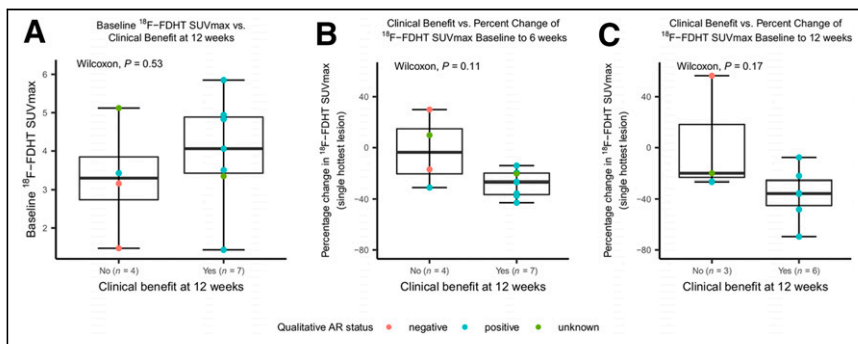 A
Baseline ¹⁸F−FDHT SUVmax vs.
Clinical Benefit at 12 weeks
Wilcoxon, P = 0.53
Baseline ¹⁸F−FDHT SUVmax
6
5
4
3
2
No (n = 4)
Yes (n = 7)
Clinical benefit at 12 weeks
B
Clinical Benefit vs. Percent Change of
¹⁸F−FDHT SUVmax Baseline to 6 weeks
Wilcoxon, P = 0.11
Percentage change in ¹⁸F−FDHT SUVmax
(single hottest lesion)
40
0
−40
−80
No (n = 4)
Yes (n = 7)
Clinical benefit at 12 weeks
C
Clinical Benefit vs. Percent Change of
¹⁸F−FDHT SUVmax Baseline to 12 weeks
Wilcoxon, P = 0.17
Percentage change in ¹⁸F−FDHT SUVmax
(single hottest lesion)
40
0
−40
−80
No (n = 3)
Yes (n = 6)
Clinical benefit at 12 weeks
Qualitative AR status negative positive unknown